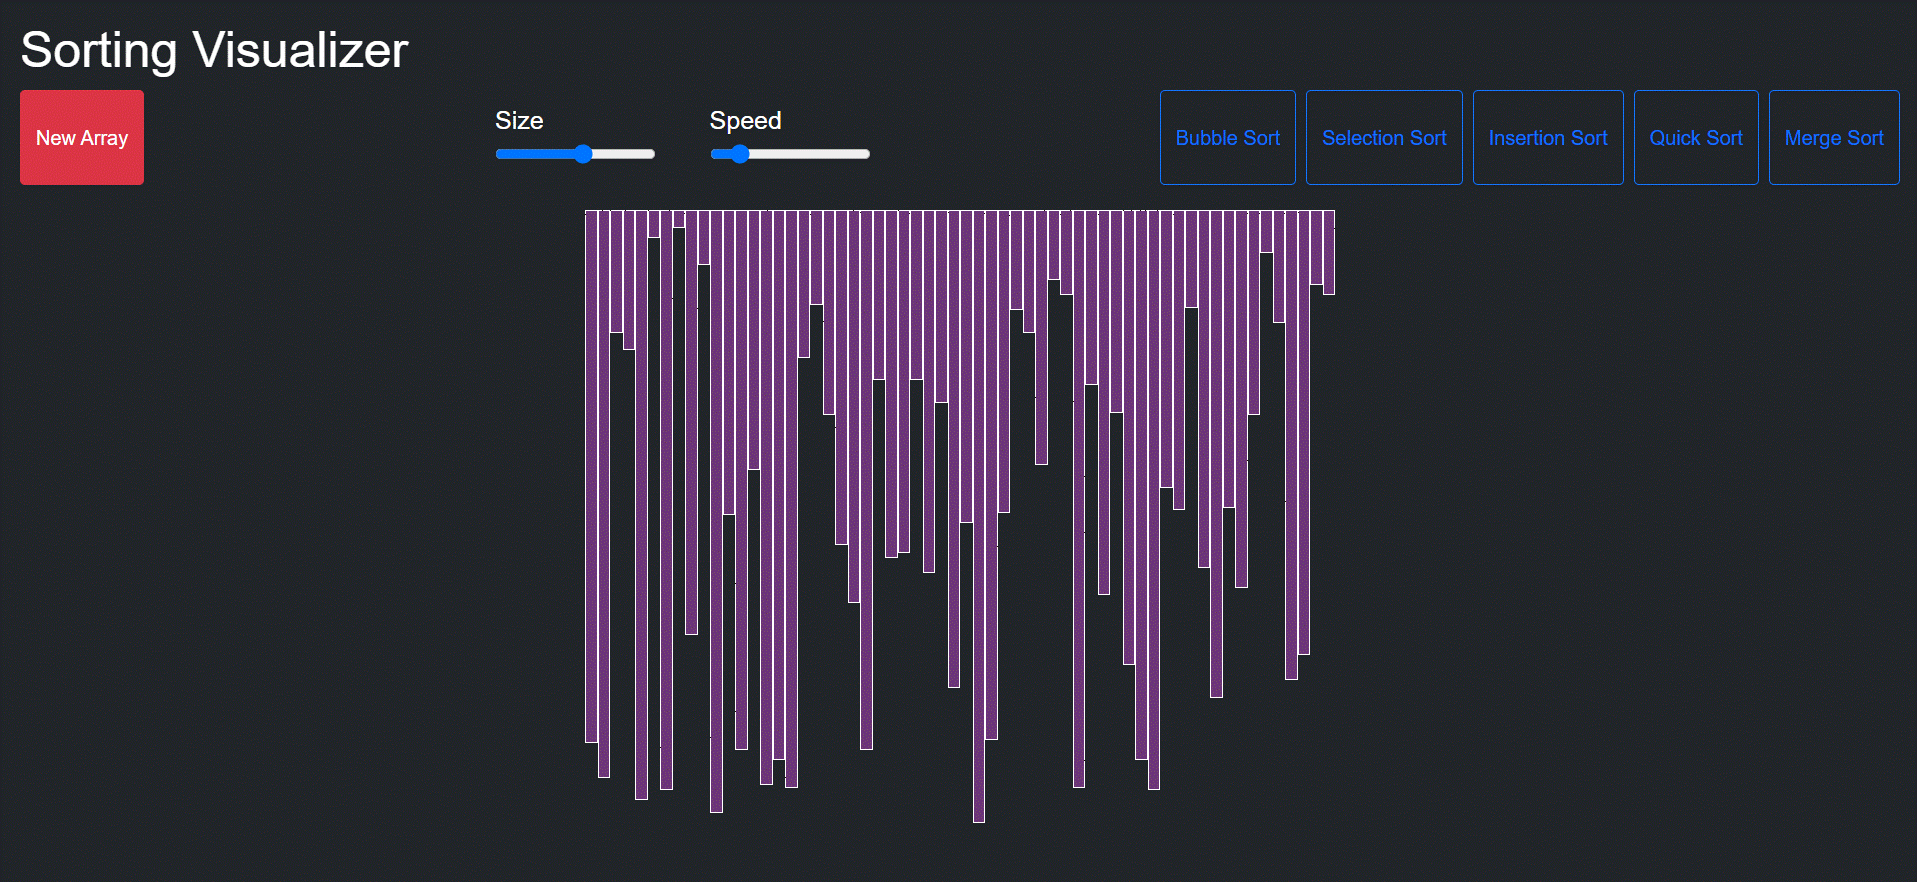 Sorting Visualizer
New Array
Size
Speed
Bubble Sort
Selection Sort
Insertion Sort
Quick Sort
Merge Sort